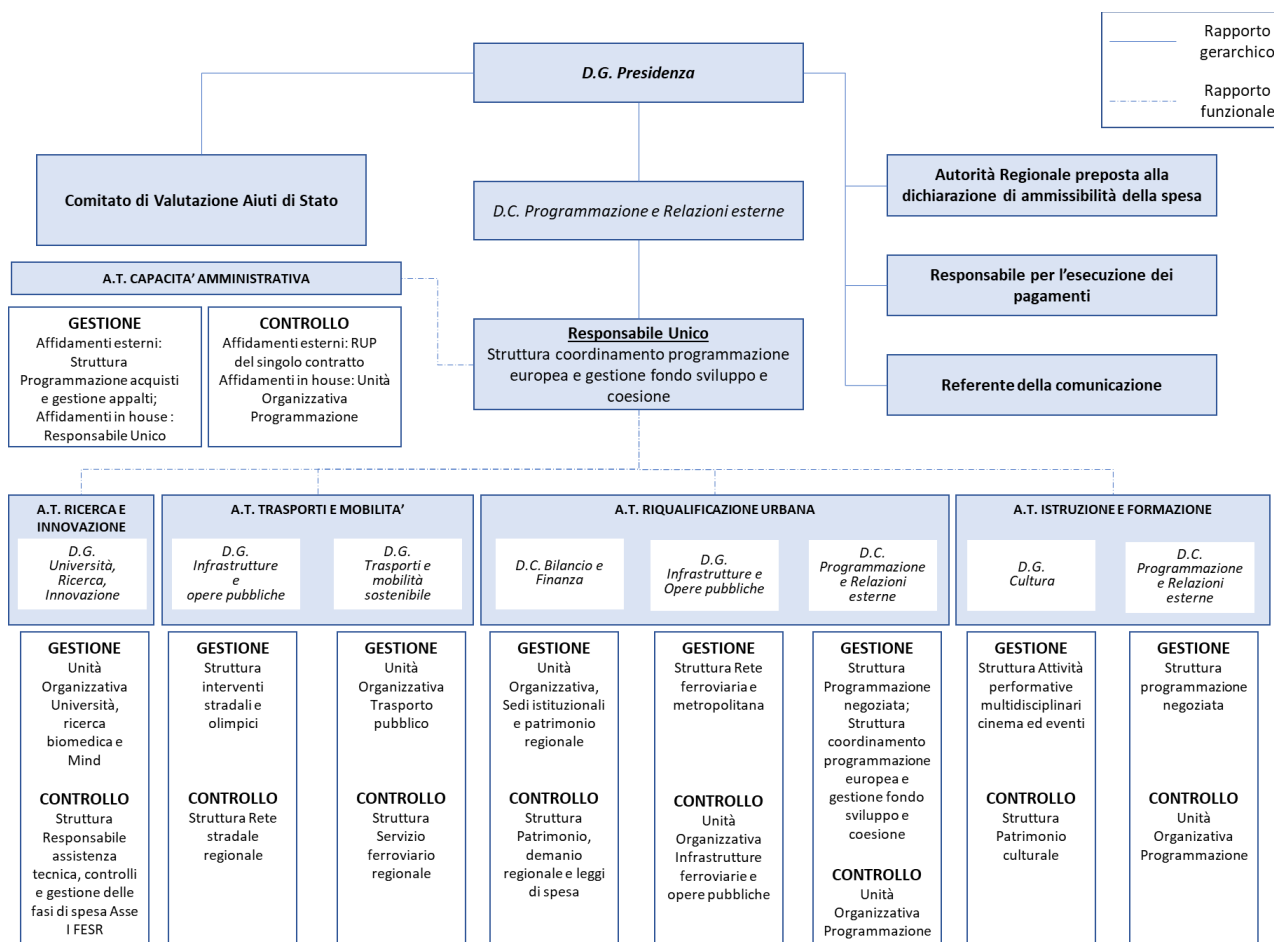 Rapporto
gerarchico
Rapporto
funzionale
D.G. Presidenza
Comitato di Valutazione Aiuti di Stato
D.C. Programmazione e Relazioni esterne
Autorità Regionale preposta alla
dichiarazione di ammissibilità della spesa
Responsabile per l’esecuzione dei
pagamenti
Referente della comunicazione
A.T. CAPACITA’ AMMINISTRATIVA
GESTIONE
Affidamenti esterni:
Struttura
Programmazione acquisti
e gestione appalti;
Affidamenti in house :
Responsabile Unico
CONTROLLO
Affidamenti esterni: RUP
del singolo contratto
Affidamenti in house: Unità
Organizzativa
Programmazione
Responsabile Unico
Struttura coordinamento programmazione
europea e gestione fondo sviluppo e
coesione
A.T. RICERCA E
INNOVAZIONE
D.G.
Università,
Ricerca,
Innovazione
A.T. TRASPORTI E MOBILITA’
D.G.
Infrastrutture
e
opere pubbliche
D.G.
Trasporti e
mobilità
sostenibile
A.T. RIQUALIFICAZIONE URBANA
D.C. Bilancio e
Finanza
D.G.
Infrastrutture e
Opere pubbliche
D.C.
Programmazione
e Relazioni
esterne
A.T. ISTRUZIONE E FORMAZIONE
D.G.
Cultura
D.C.
Programmazione
e Relazioni
esterne
GESTIONE
Unità
Organizzativa
Università,
ricerca
biomedica e
Mind
CONTROLLO
Struttura
Responsabile
assistenza
tecnica, controlli
e gestione delle
fasi di spesa Asse
I FESR
GESTIONE
Struttura
interventi
stradali e
olimpici
CONTROLLO
Struttura Rete
stradale
regionale
GESTIONE
Unità
Organizzativa
Trasporto
pubblico
CONTROLLO
Struttura
Servizio
ferroviario
regionale
GESTIONE
Unità
Organizzativa,
Sedi istituzionali
e patrimonio
regionale
CONTROLLO
Struttura
Patrimonio,
demanio
regionale e leggi
di spesa
GESTIONE
Struttura Rete
ferroviaria e
metropolitana
CONTROLLO
Unità
Organizzativa
Infrastrutture
ferroviarie e
opere pubbliche
GESTIONE
Struttura
Programmazione
negoziata;
Struttura
coordinamento
programmazione
europea e
gestione fondo
sviluppo e
coesione
CONTROLLO
Unità
Organizzativa
Programmazione
GESTIONE
Struttura Attività
performative
multidisciplinari
cinema ed eventi
CONTROLLO
Struttura
Patrimonio
culturale
GESTIONE
Struttura
programmazione
negoziata
CONTROLLO
Unità
Organizzativa
Programmazione